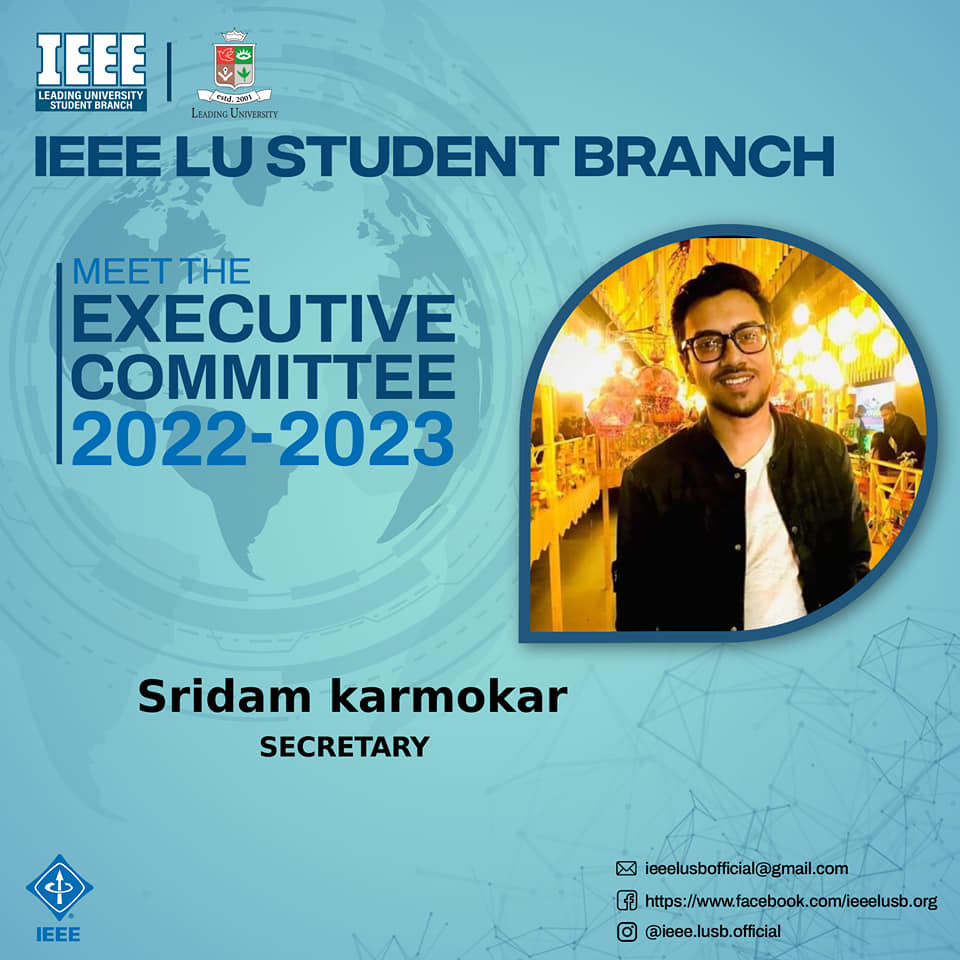 IEEE
LEADING UNIVERSITY
STUDENT BRANCH
estd. 2001
LEADING UNIVERSITY
IEEE LU STUDENT BRANCH
MEET THE
EXECUTIVE
COMMITTEE
2022-2023
Sridam karmokar
SECRETARY
IEEE
ieeelusbofficial@gmail.com
https://www.facebook.com/ieeelusb.org
@ieee.lusb.official